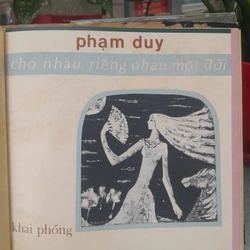 phạm duy
cho nhau, riêng nhau một đời
khai phóng